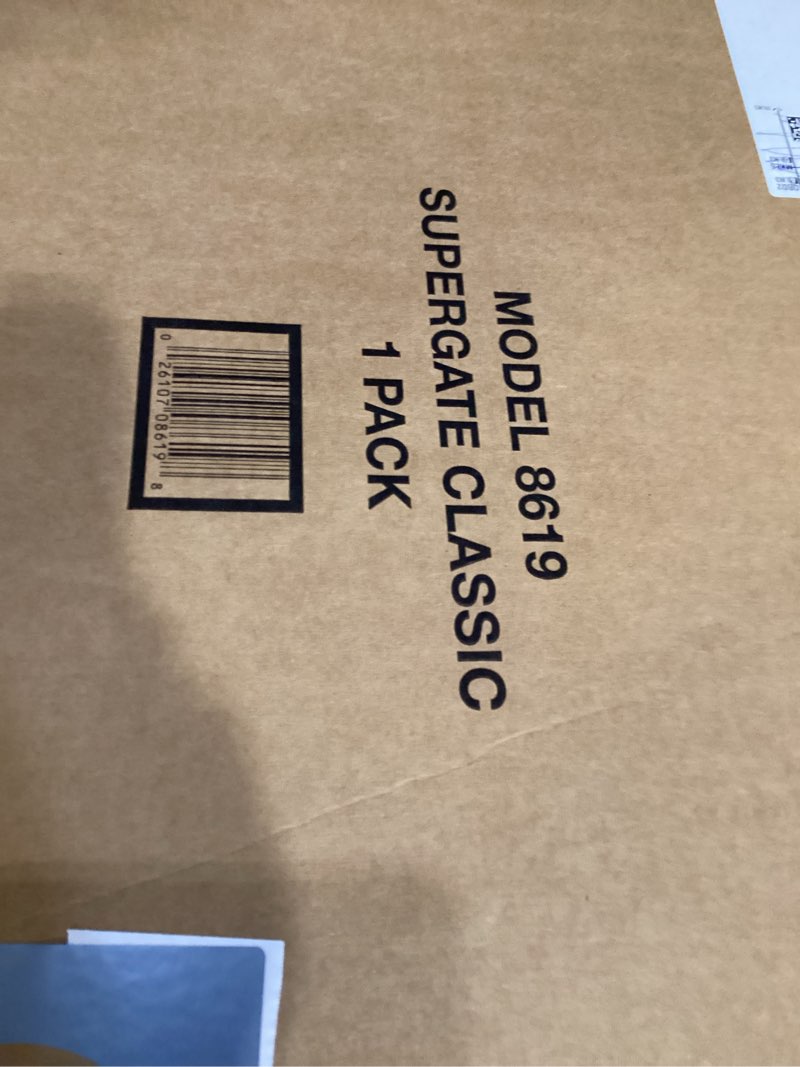 MODEL 8619
SUPERGATE CLASSIC
1 PACK
0 26107 08619 8